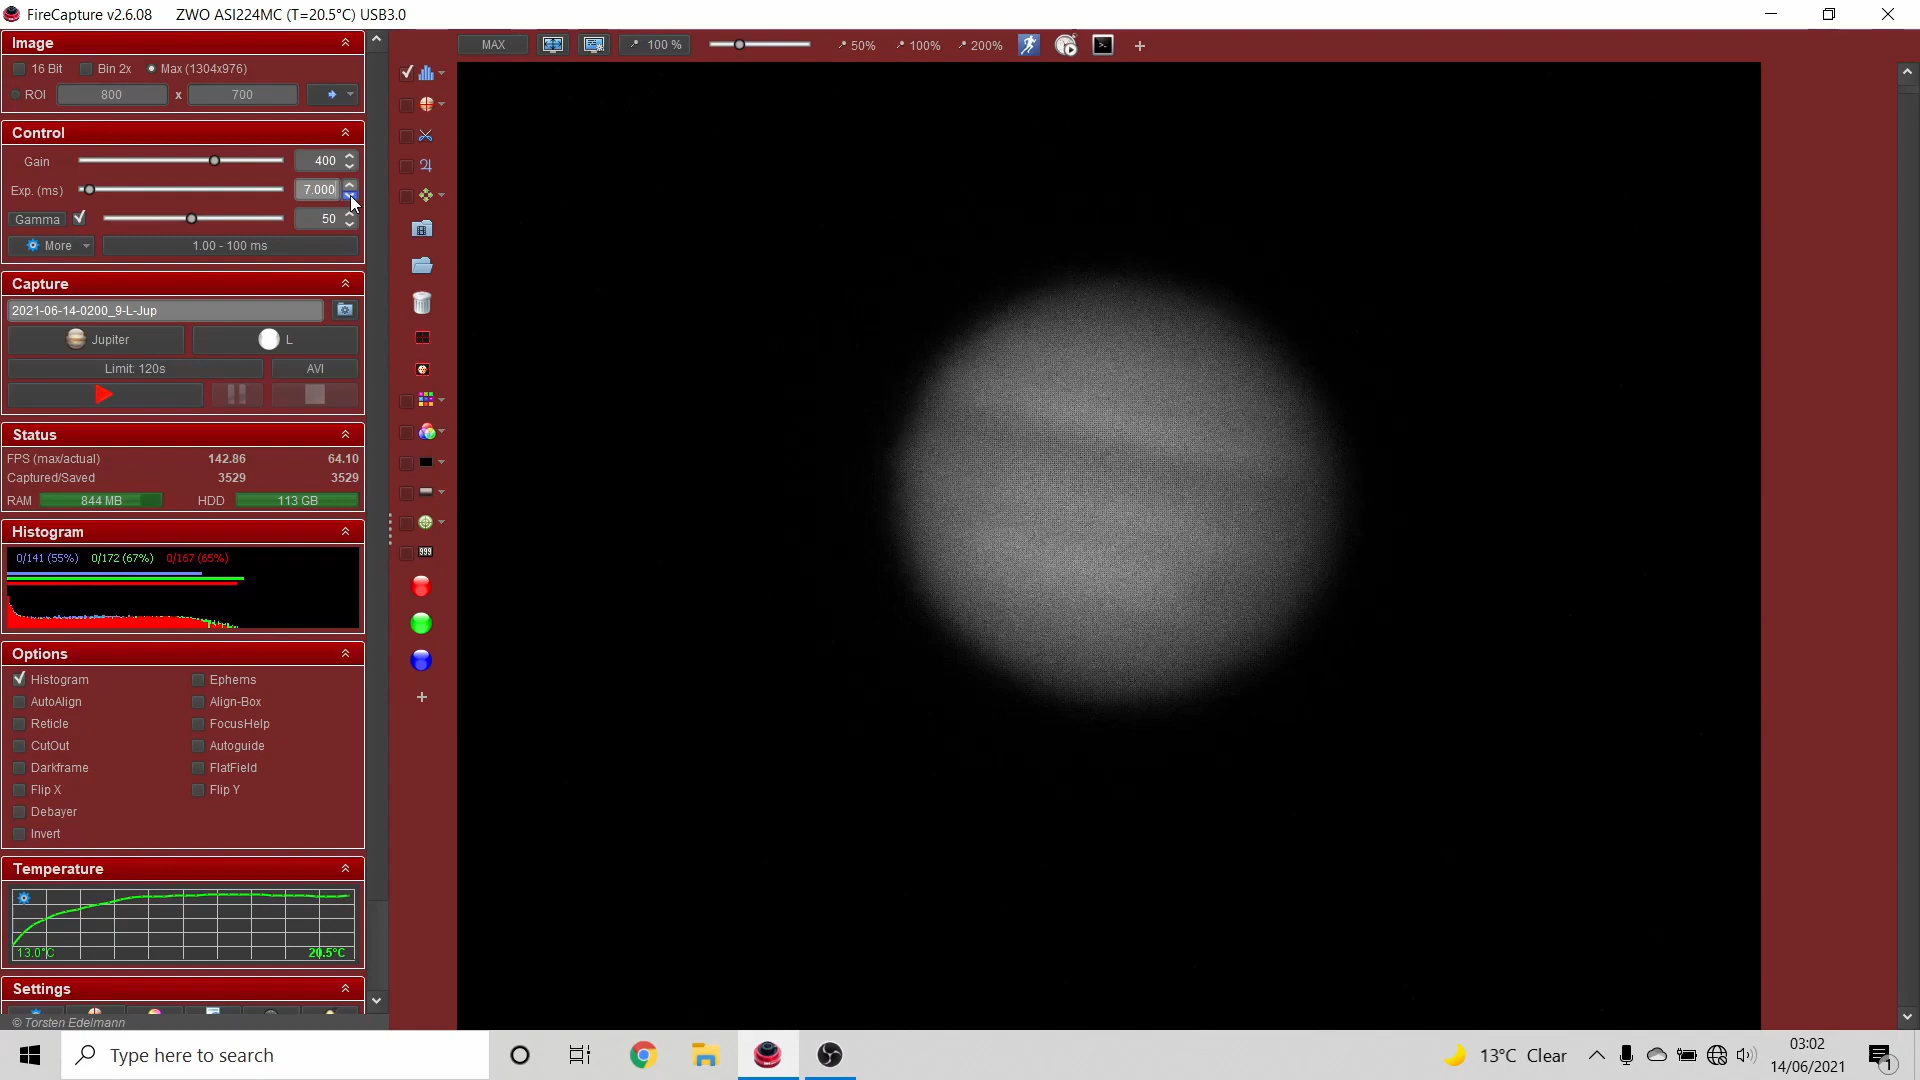 FireCapture v2.6.08 ZWO ASI224MC (T=20.5°C) USB3.0
Image
16 Bit Bin 2x Max (1304x976)
ROI 800 x 700
Control
Gain 400
Exp. (ms) 7.000
Gamma 50
More 1.00 - 100 ms
Capture
2021-06-14-0200_9-L-Jup
Jupiter L
Limit: 120s AVI
Status
FPS (max/actual) 142.86 64.10
Captured/Saved 3529 3529
RAM 844 MB HDD 113 GB
Histogram
0/141 (55%) 0/172 (67%) 0/167 (65%)
Options
Histogram Ephems
AutoAlign Align-Box
Reticle FocusHelp
CutOut Autoguide
Darkframe FlatField
Flip X Flip Y
Debayer
Invert
Temperature
13.0°C 20.5°C
Settings
© Torsten Edelmann
MAX 100 % 50% 100% 200%
999
Type here to search
13°C Clear
03:02
14/06/2021
1